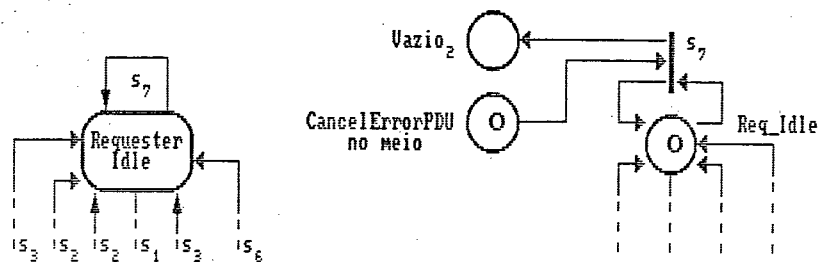 s₇
Requester
Idle
s₃ s₂ s₂ s₁ s₃ s₆
Vazio₂
s₇
CancelErrorPDU
no meio
O
O
Req_Idle